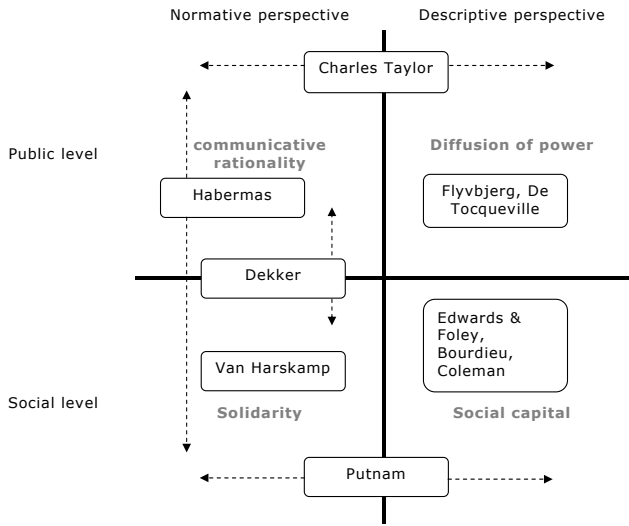 Normative perspective
Descriptive perspective
Charles Taylor
Public level
communicative
rationality
Diffusion of power
Habermas
Flyvbjerg, De
Tocqueville
Dekker
Edwards &
Foley,
Bourdieu,
Coleman
Van Harskamp
Social level
Solidarity
Social capital
Putnam